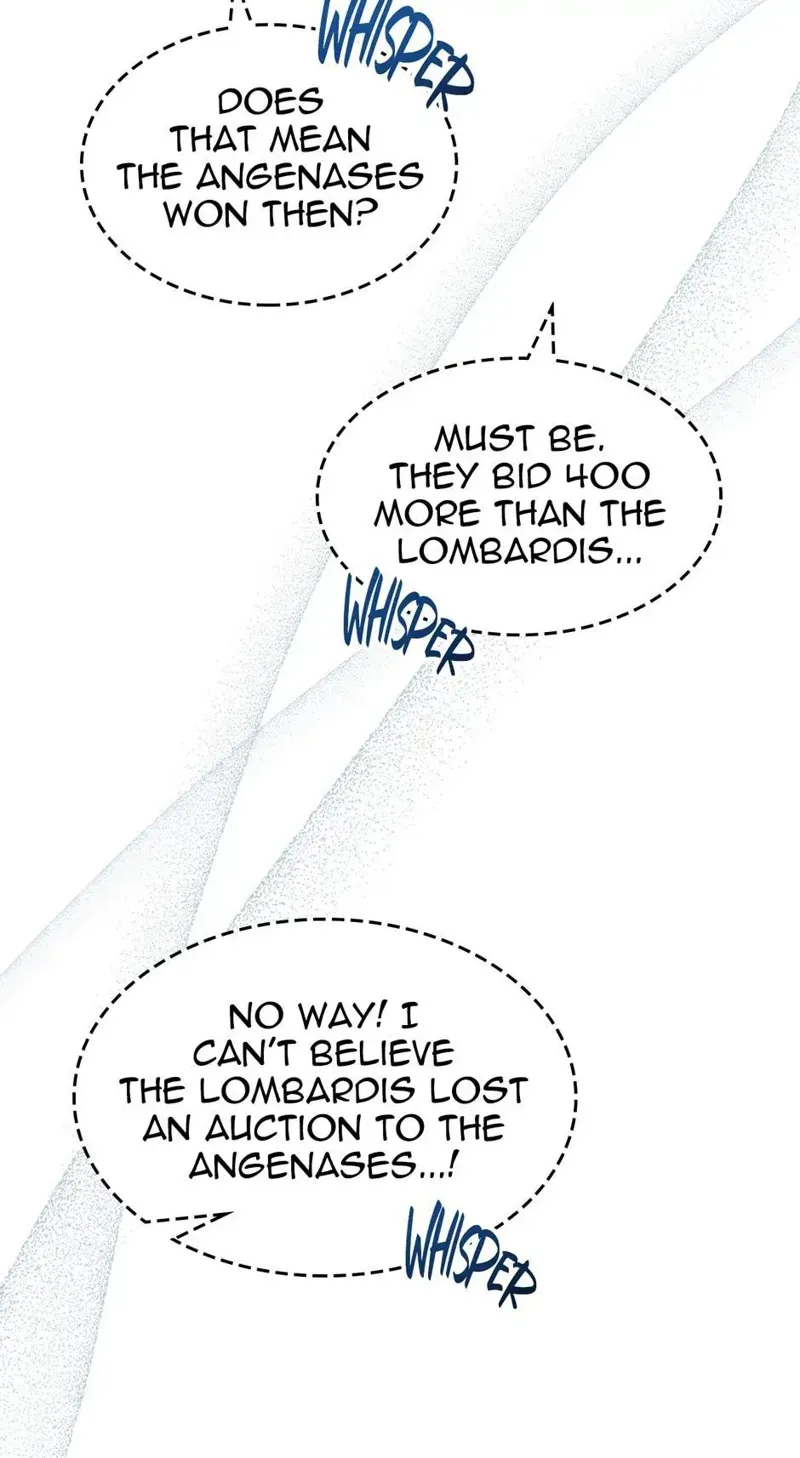 WHISPER
DOES
THAT MEAN
THE ANGENASES
WON THEN?
MUST BE.
THEY BID 400
MORE THAN THE
LOMBARDIS...
WHISPER
NO WAY! I
CAN'T BELIEVE
THE LOMBARDIS LOST
AN AUCTION TO THE
ANGENASES...!
WHISPER